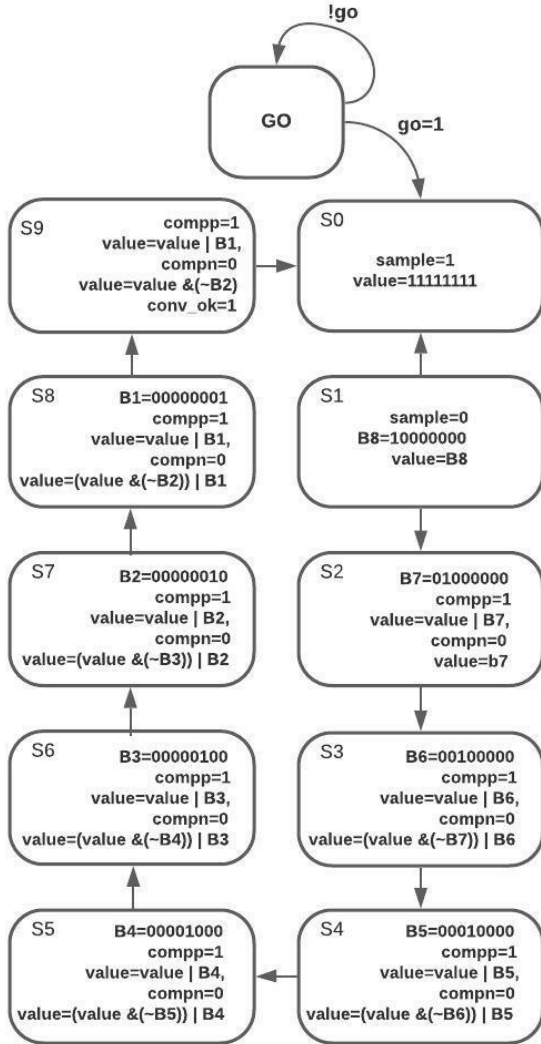 !go
GO
go=1
S0
sample=1
value=11111111
S1
sample=0
B8=10000000
value=B8
S2
B7=01000000
compp=1
value=value | B7,
compn=0
value=b7
S3
B6=00100000
compp=1
value=value | B6,
compn=0
value=(value &(~B7)) | B6
S4
B5=00010000
compp=1
value=value | B5,
compn=0
value=(value &(~B6)) | B5
S5
B4=00001000
compp=1
value=value | B4,
compn=0
value=(value &(~B5)) | B4
S6
B3=00000100
compp=1
value=value | B3,
compn=0
value=(value &(~B4)) | B3
S7
B2=00000010
compp=1
value=value | B2,
compn=0
value=(value &(~B3)) | B2
S8
B1=00000001
compp=1
value=value | B1,
compn=0
value=(value &(~B2)) | B1
S9
compp=1
value=value | B1,
compn=0
value=value &(~B2)
conv_ok=1